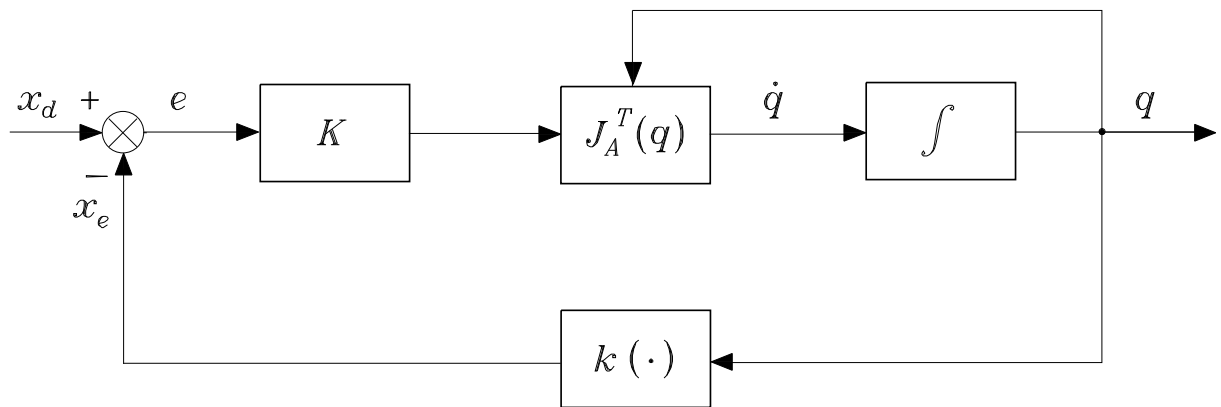 x_d + e K J_A^T(q) q̇ ∫ q
−
x_e
k (·)